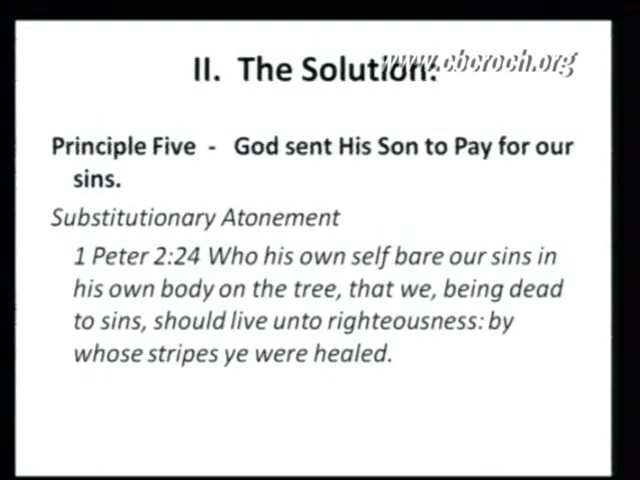 II. The Solution:
www.cbcroch.org
Principle Five - God sent His Son to Pay for our
sins.
Substitutionary Atonement
1 Peter 2:24 Who his own self bare our sins in
his own body on the tree, that we, being dead
to sins, should live unto righteousness: by
whose stripes ye were healed.